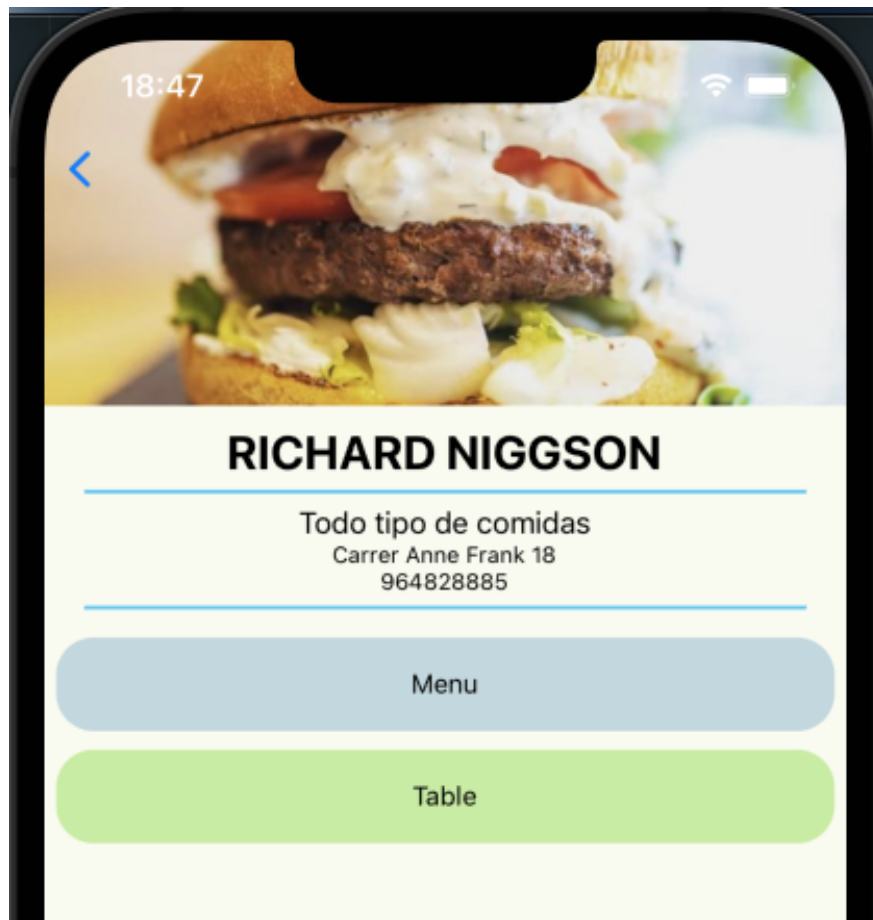 18:47
RICHARD NIGGSON
Todo tipo de comidas
Carrer Anne Frank 18
964828885
Menu
Table